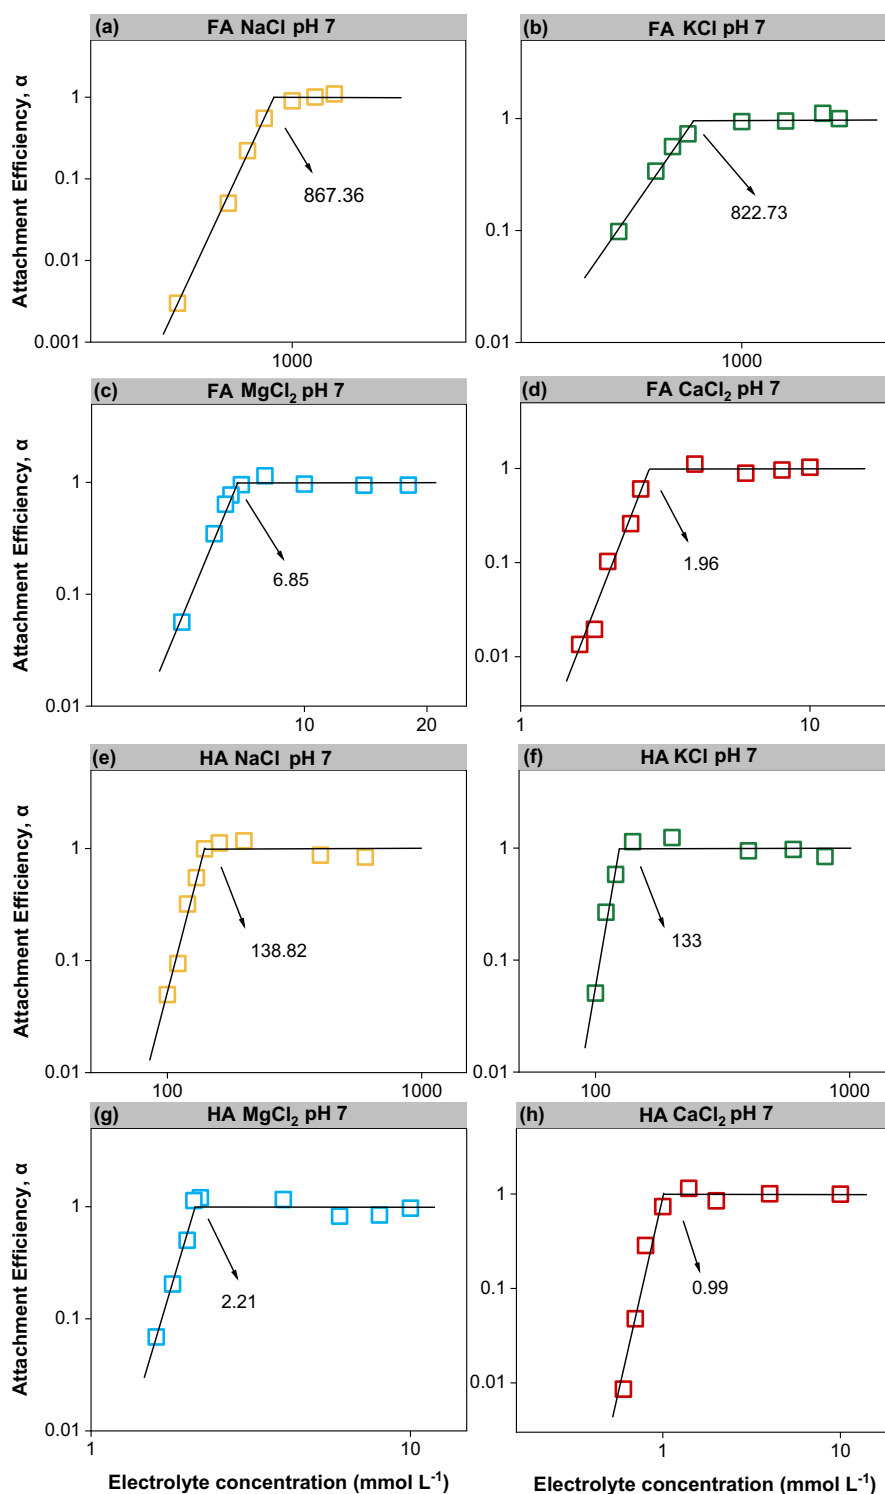 (a) FA NaCl pH 7
Attachment Efficiency, α
1
0.1
0.01
0.001
867.36
1000
(b) FA KCl pH 7
1
0.1
0.01
822.73
1000
(c) FA MgCl₂ pH 7
Attachment Efficiency, α
1
0.1
0.01
6.85
10 20
(d) FA CaCl₂ pH 7
1
0.1
0.01
1.96
1 10
(e) HA NaCl pH 7
Attachment Efficiency, α
1
0.1
0.01
138.82
100 1000
(f) HA KCl pH 7
1
0.1
0.01
133
100 1000
(g) HA MgCl₂ pH 7
Attachment Efficiency, α
1
0.1
0.01
2.21
1 10
Electrolyte concentration (mmol L⁻¹)
(h) HA CaCl₂ pH 7
1
0.1
0.01
0.99
1 10
Electrolyte concentration (mmol L⁻¹)